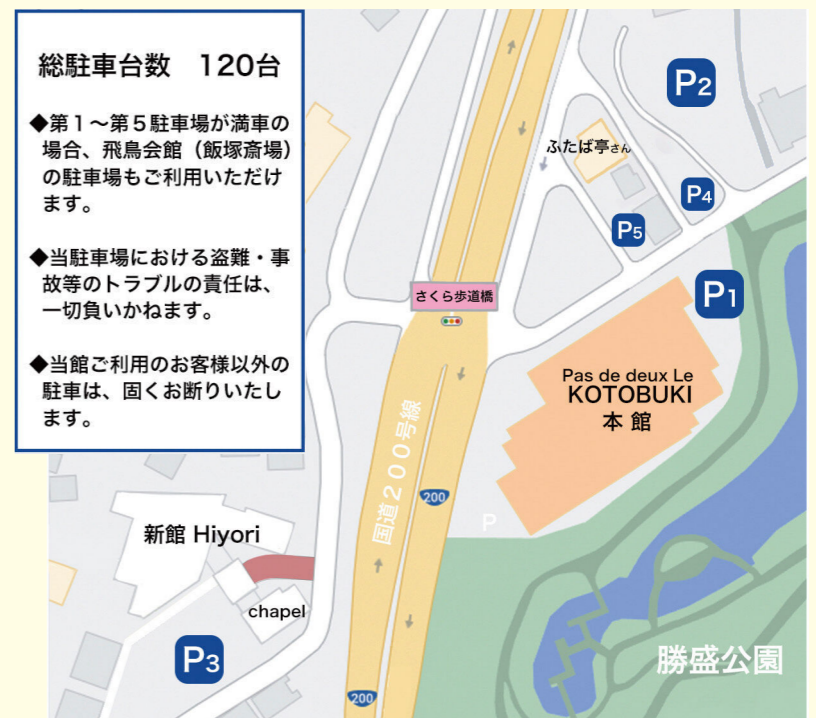 総駐車台数　120台
◆第1～第5駐車場が満車の
場合、飛鳥会館（飯塚斎場）
の駐車場もご利用いただけ
ます。
◆当駐車場における盗難・事
故等のトラブルの責任は、
一切負いかねます。
◆当館ご利用のお客様以外の
駐車は、固くお断りいたし
ます。
P2
ふたば亭さん
P4
P5
P1
さくら歩道橋
Pas de deux Le
KOTOBUKI
本 館
国道200号線
200
P
新館 Hiyori
chapel
P3
勝盛公園
200